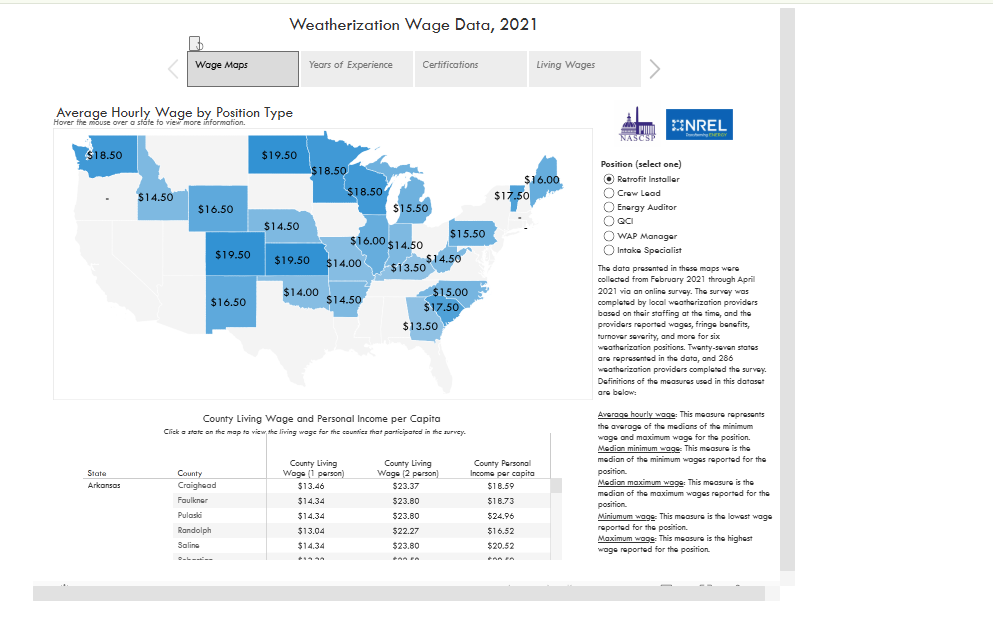 Weatherization Wage Data, 2021
Wage Maps
Years of Experience
Certifications
Living Wages
Average Hourly Wage by Position Type
Hover the mouse over a state to view more information.
$18.50
$19.50
$18.50
$16.00
$14.50
$18.50
$17.50
-
$16.50
$15.50
-
$14.50
$15.50
-
$16.00
$14.50
$19.50
$19.50
$14.00
$14.50
$13.50
$16.50
$14.00
$14.50
$15.00
$17.50
$13.50
NASCSP
NREL
Transforming ENERGY
Position (select one)
Retrofit Installer
Crew Lead
Energy Auditor
QCI
WAP Manager
Intake Specialist
The data presented in these maps were
collected from February 2021 through April
2021 via an online survey. The survey was
completed by local weatherization providers
based on their staffing at the time, and the
providers reported wages, fringe benefits,
turnover severity, and more for six
weatherization positions. Twenty-seven states
are represented in the data, and 286
weatherization providers completed the survey.
Definitions of the measures used in this dataset
are below:
Average hourly wage: This measure represents
the average of the medians of the minimum
wage and maximum wage for the position.
Median minimum wage: This measure is the
median of the minimum wages reported for the
position.
Median maximum wage: This measure is the
median of the maximum wages reported for the
position.
Miniumum wage: This measure is the lowest wage
reported for the position.
Maximum wage: This measure is the highest
wage reported for the position.
County Living Wage and Personal Income per Capita
Click a state on the map to view the living wage for the counties that participated in the survey.
State County County Living Wage (1 person) County Living Wage (2 person) County Personal Income per capita
Arkansas Craighead $13.46 $23.37 $18.59
Faulkner $14.34 $23.80 $18.73
Pulaski $14.34 $23.80 $24.96
Randolph $13.04 $22.27 $16.52
Saline $14.34 $23.80 $20.52